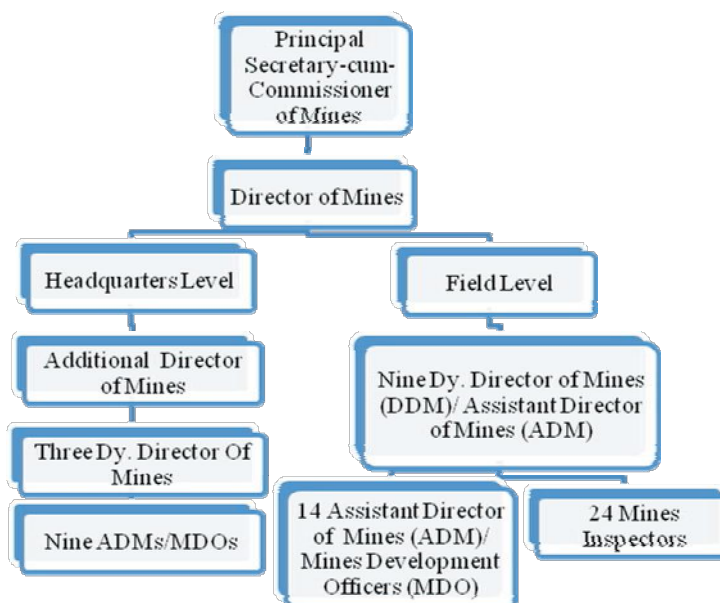 Principal
Secretary-cum-
Commissioner
of Mines
Director of Mines
Headquarters Level
Field Level
Additional Director
of Mines
Nine Dy. Director of Mines
(DDM)/ Assistant Director
of Mines (ADM)
Three Dy. Director Of
Mines
Nine ADMs/MDOs
14 Assistant Director
of Mines (ADM)/
Mines Development
Officers (MDO)
24 Mines
Inspectors